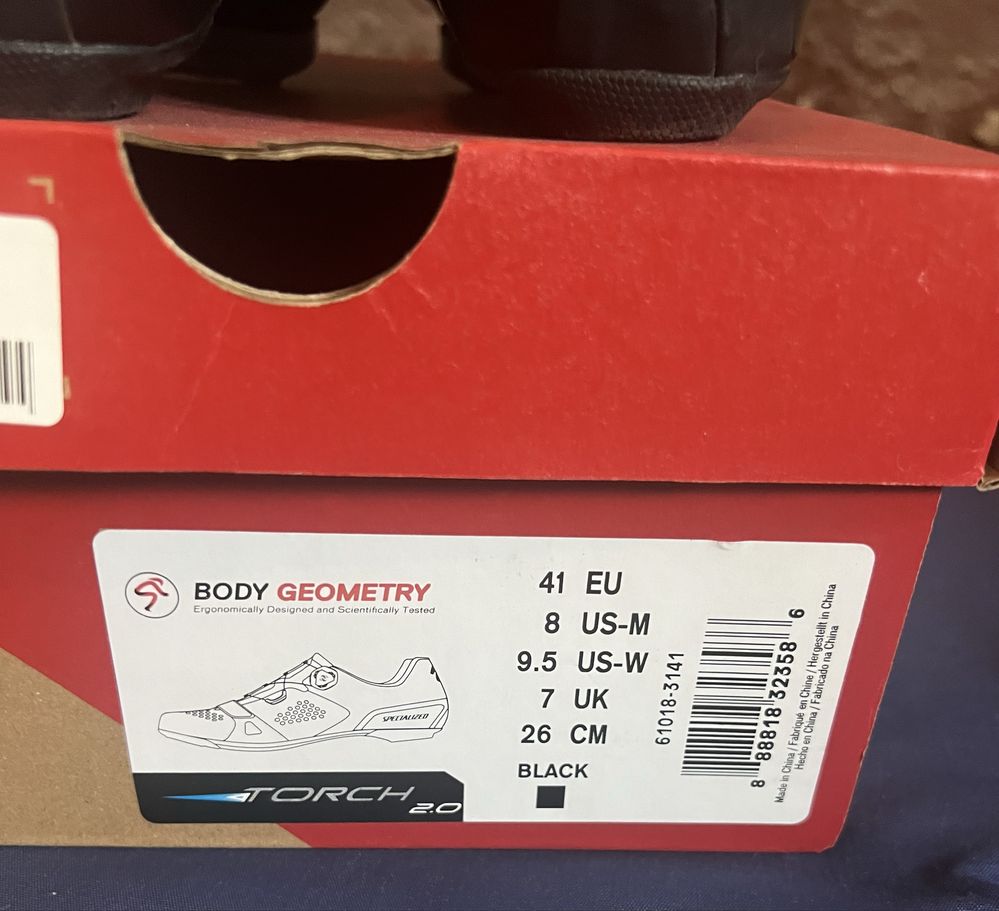 BODY GEOMETRY
Ergonomically Designed and Scientifically Tested
SPECIALIZED
TORCH
2.0
41 EU
8 US-M
9.5 US-W
7 UK
26 CM
BLACK
61018-3141
8 88818 32358 6
Made in China / Fabriqué en Chine / Hergestellt in China
Hecho en China / Fabricado na China